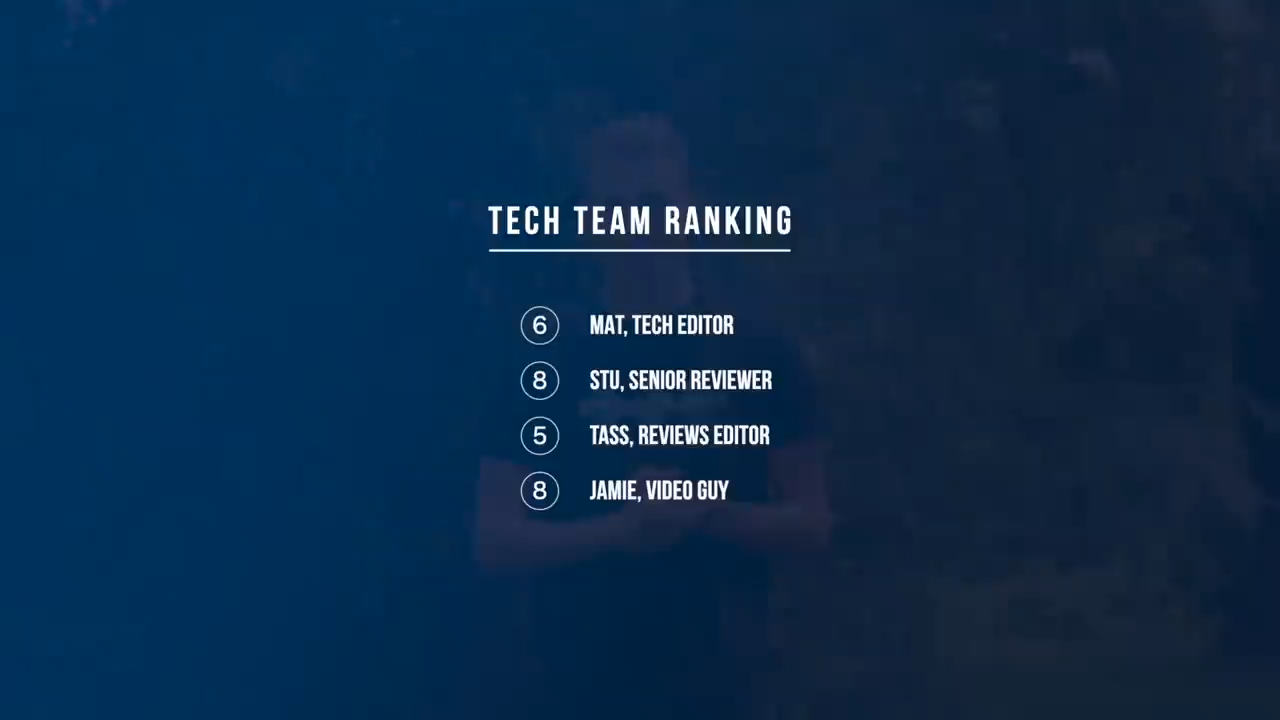 TECH TEAM RANKING
6 MAT, TECH EDITOR
8 STU, SENIOR REVIEWER
5 TASS, REVIEWS EDITOR
8 JAMIE, VIDEO GUY